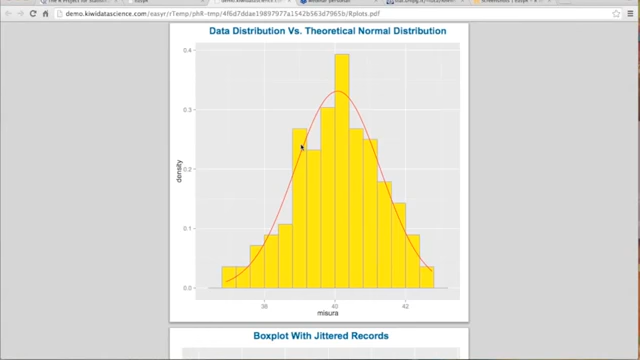 demo.kiwidatascience.com/easyr/rTemp/phR-tmp/4f6d7ddae19897977a1542b563d7965b/Rplots.pdf
Data Distribution Vs. Theoretical Normal Distribution
0.4
0.3
0.2
0.1
0.0
density
38
40
42
misura
Boxplot With Jittered Records